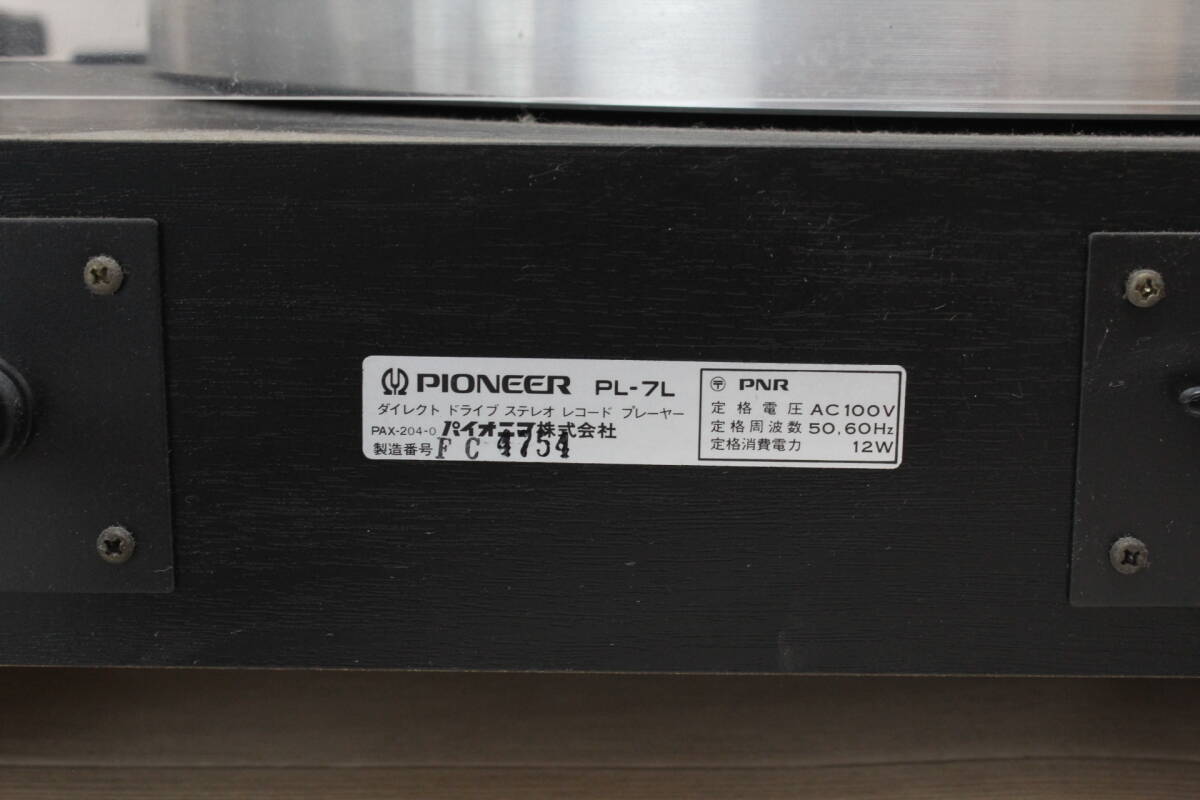 PIONEER PL-7L
ダイレクト ドライブ ステレオ レコード プレーヤー
PAX-204-0 パイオニア株式会社
製造番号 FC4754
〒 PNR
定格電圧 AC100V
定格周波数 50,60Hz
定格消費電力 12W